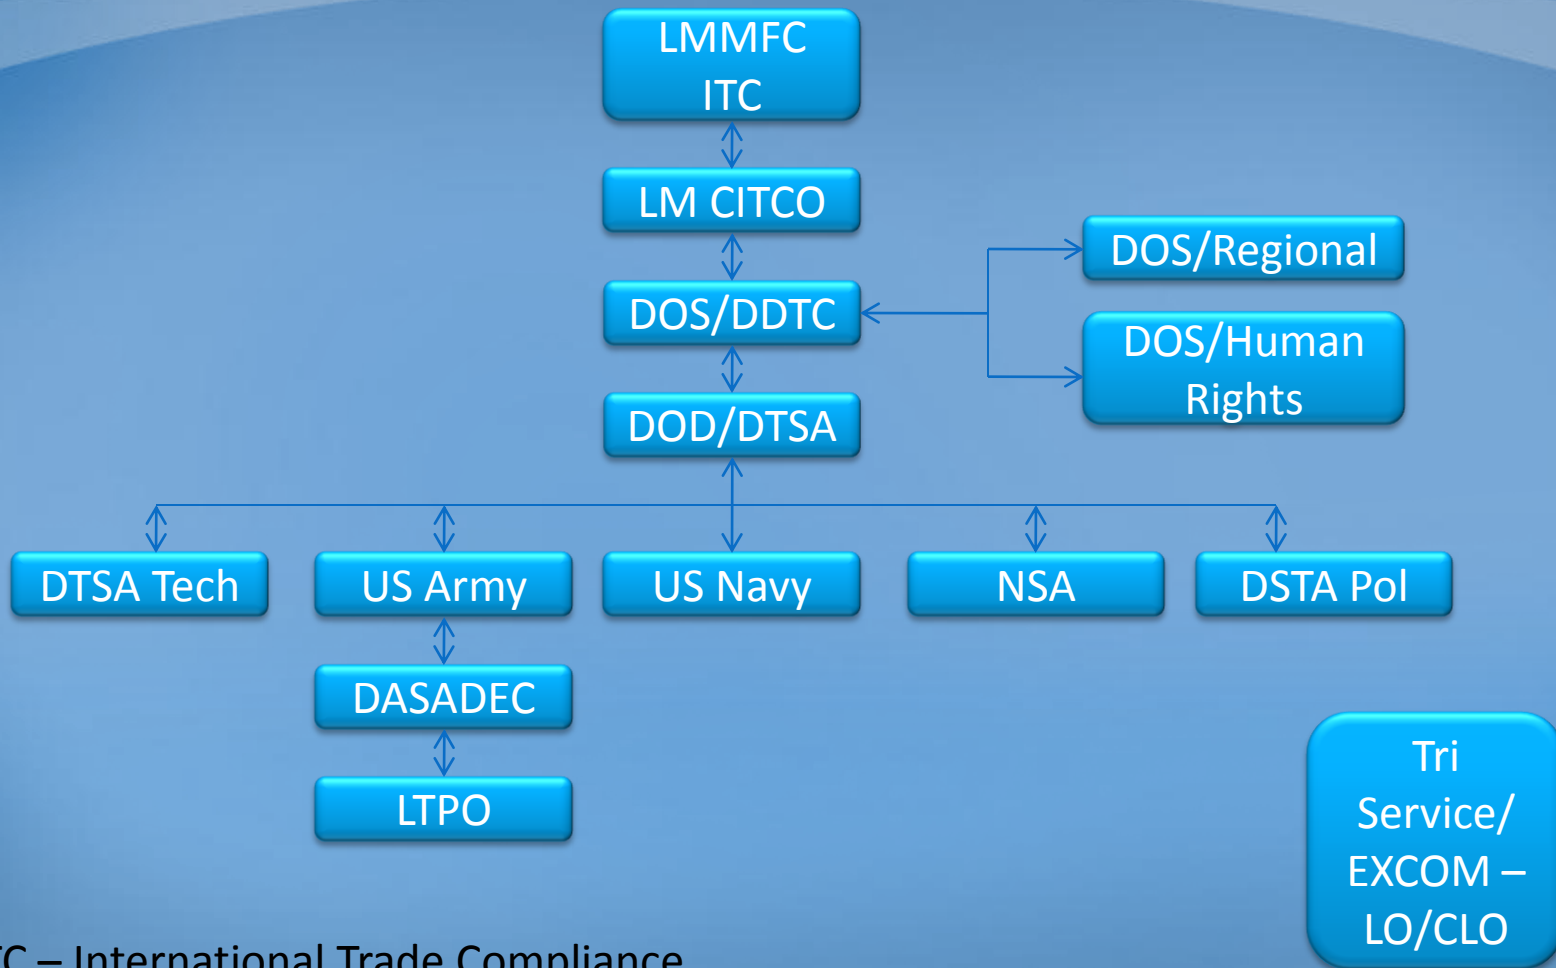 LMMFC
ITC
LM CITCO
DOS/DDTC
DOS/Regional
DOS/Human
Rights
DOD/DTSA
DTSA Tech
US Army
US Navy
NSA
DSTA Pol
DASADEC
LTPO
Tri
Service/
EXCOM –
LO/CLO
TC – International Trade Compliance